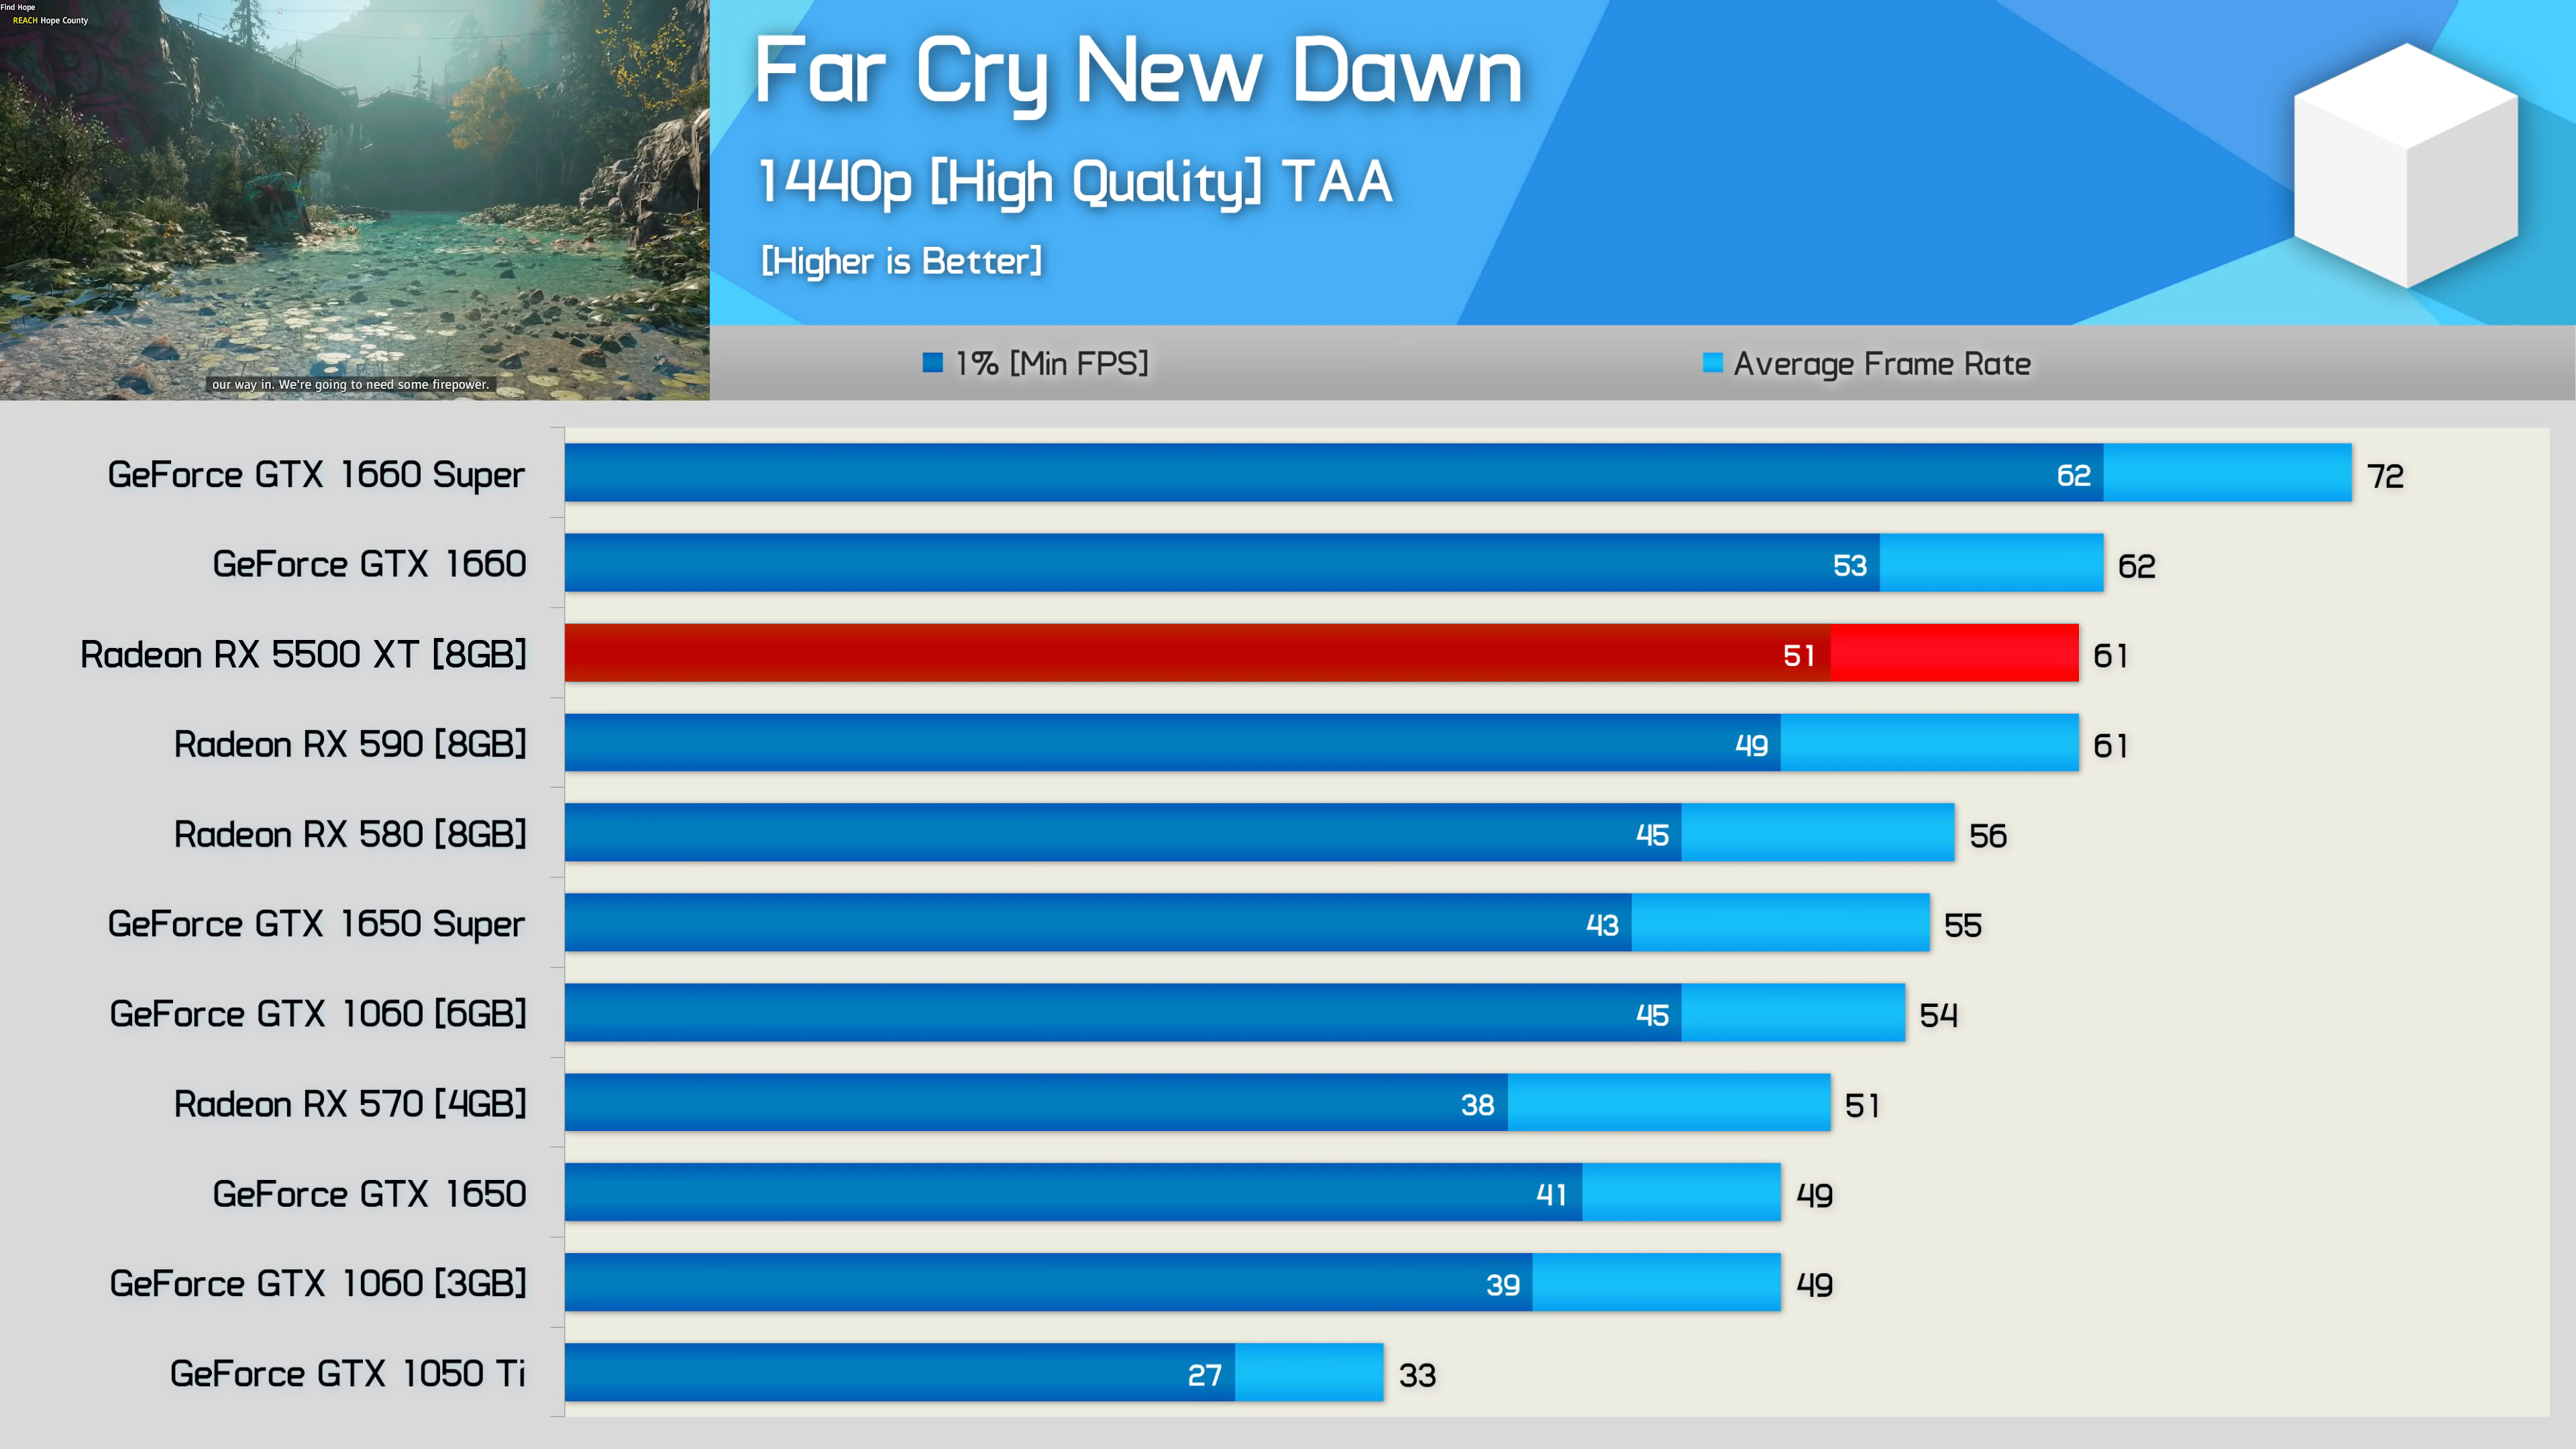 Find Hope
REACH Hope County
our way in. We're going to need some firepower.
Far Cry New Dawn
1440p [High Quality] TAA
[Higher is Better]
1% [Min FPS]
Average Frame Rate
GeForce GTX 1660 Super 62 72
GeForce GTX 1660 53 62
Radeon RX 5500 XT [8GB] 51 61
Radeon RX 590 [8GB] 49 61
Radeon RX 580 [8GB] 45 56
GeForce GTX 1650 Super 43 55
GeForce GTX 1060 [6GB] 45 54
Radeon RX 570 [4GB] 38 51
GeForce GTX 1650 41 49
GeForce GTX 1060 [3GB] 39 49
GeForce GTX 1050 Ti 27 33